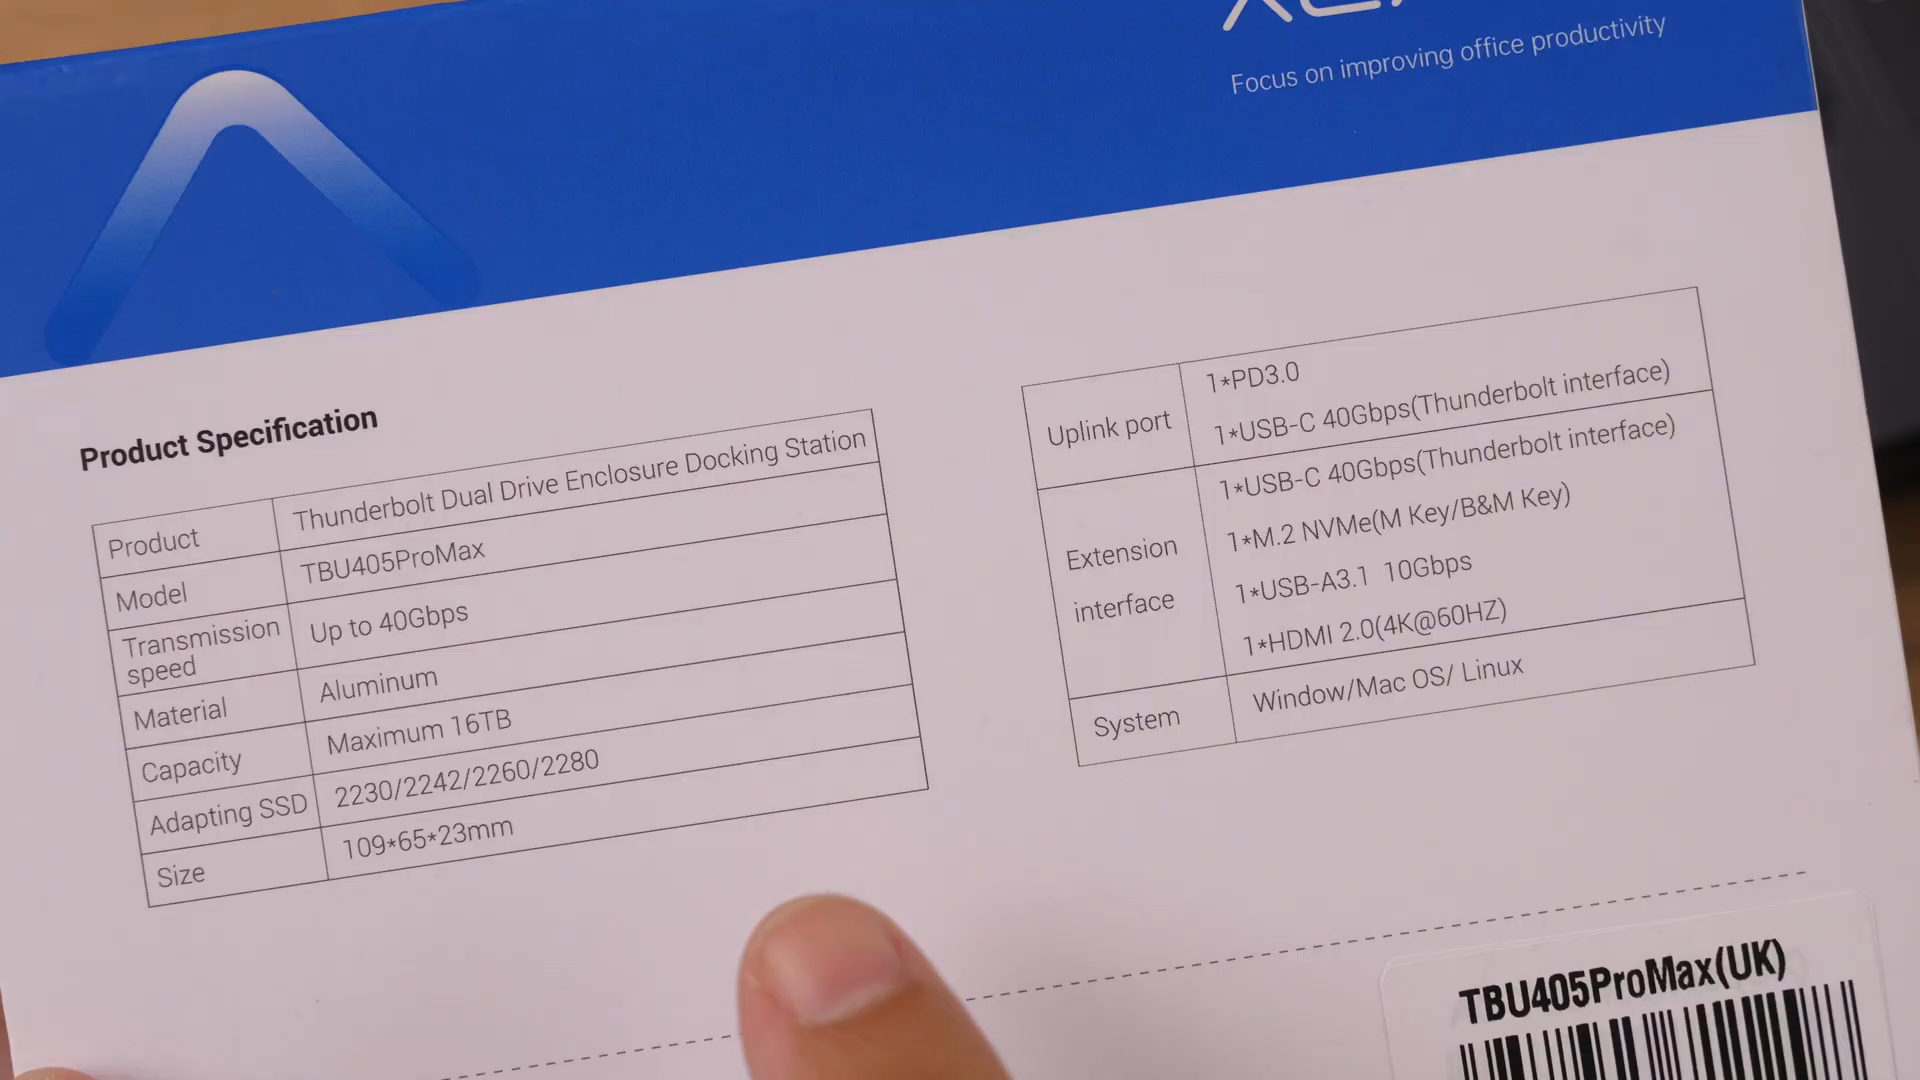 Focus on improving office productivity
Product Specification
Product Thunderbolt Dual Drive Enclosure Docking Station
Model TBU405ProMax
Transmission speed Up to 40Gbps
Material Aluminum
Capacity Maximum 16TB
Adapting SSD 2230/2242/2260/2280
Size 109*65*23mm
Uplink port 1*PD3.0
1*USB-C 40Gbps(Thunderbolt interface)
Extension interface 1*USB-C 40Gbps(Thunderbolt interface)
1*M.2 NVMe(M Key/B&M Key)
1*USB-A3.1 10Gbps
1*HDMI 2.0(4K@60HZ)
System Window/Mac OS/ Linux
TBU405ProMax(UK)